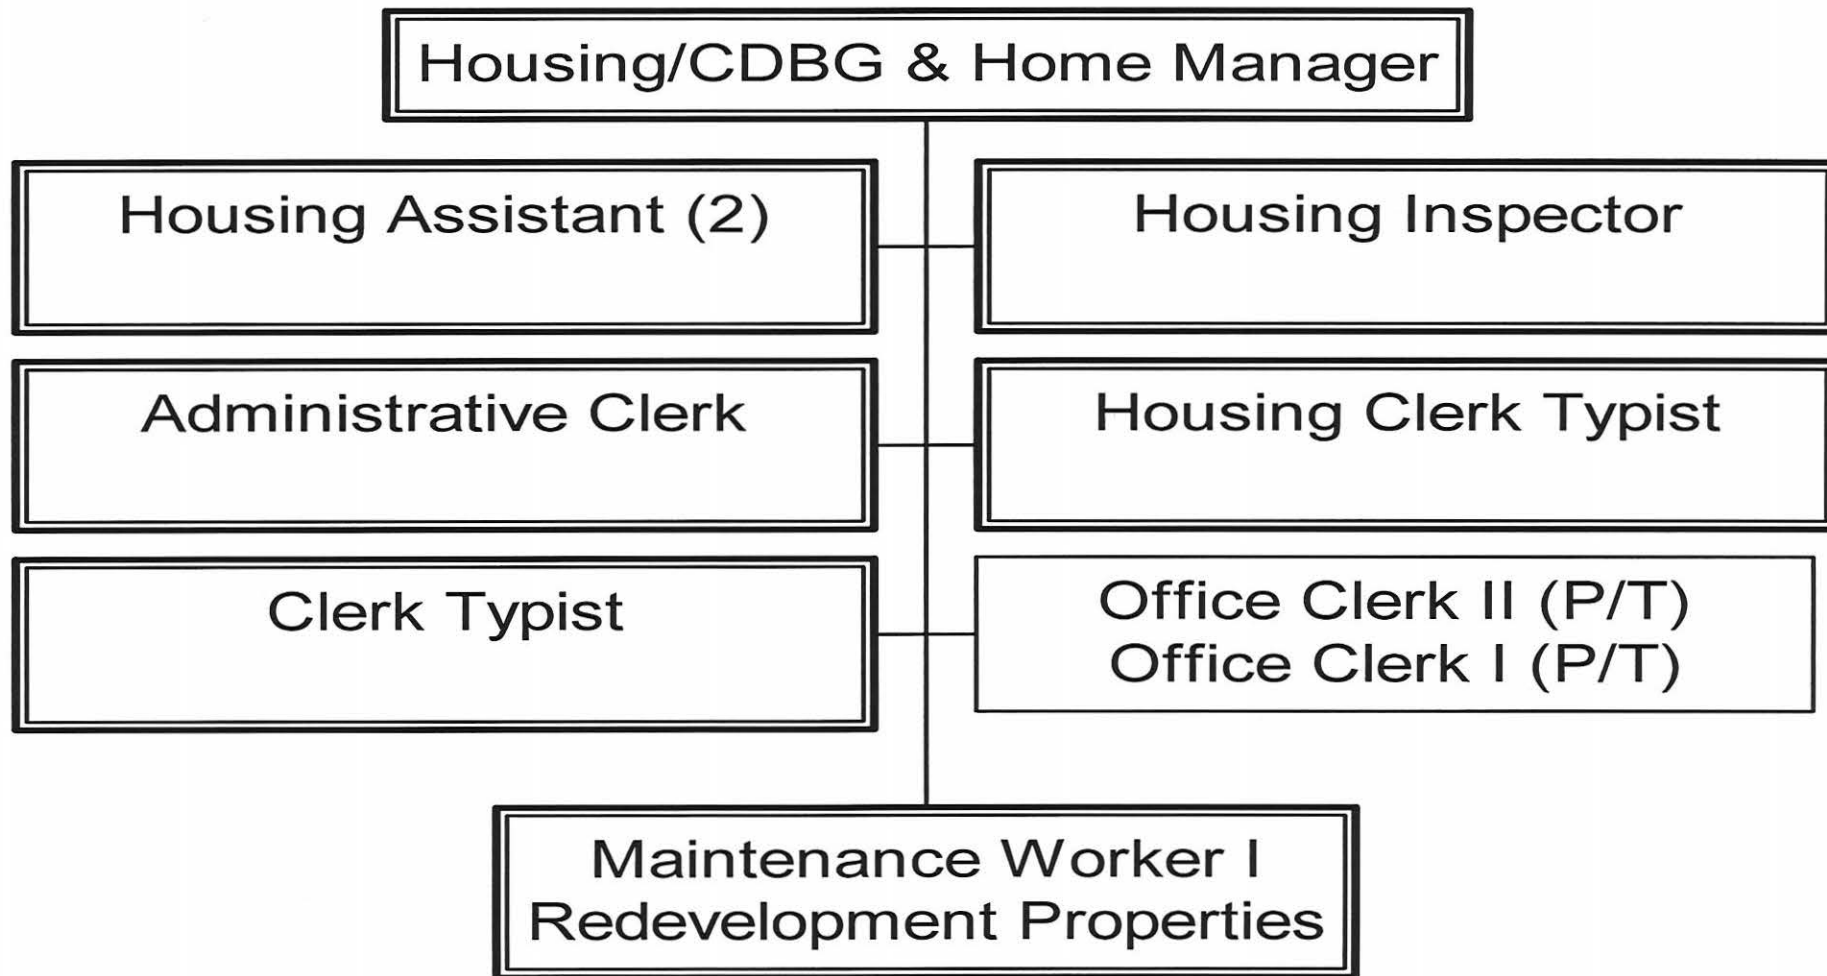 Housing/CDBG & Home Manager
Housing Assistant (2)
Housing Inspector
Administrative Clerk
Housing Clerk Typist
Clerk Typist
Office Clerk II (P/T)
Office Clerk I (P/T)
Maintenance Worker I
Redevelopment Properties